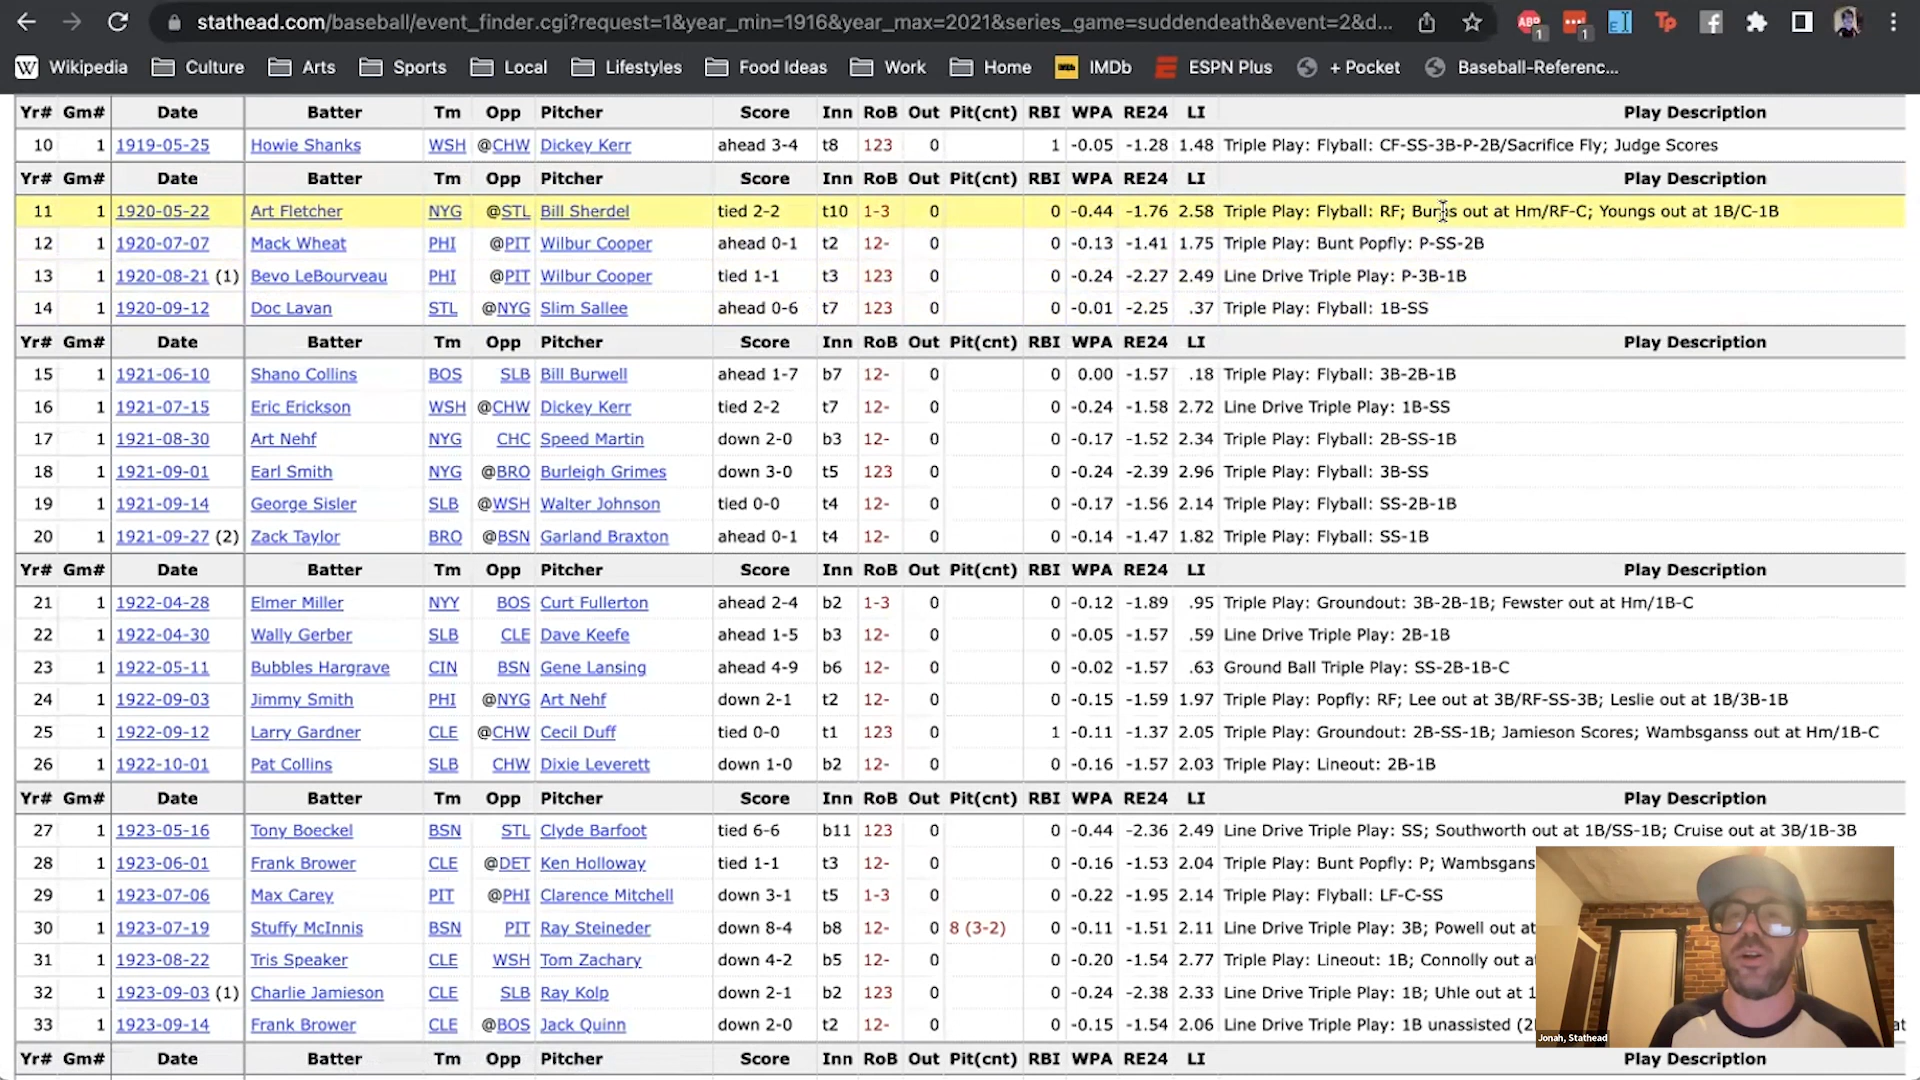 stathead.com/baseball/event_finder.cgi?request=1&year_min=1916&year_max=2021&series_game=suddendeath&event=2&d...
Wikipedia Culture Arts Sports Local Lifestyles Food Ideas Work Home IMDb ESPN Plus + Pocket Baseball-Referenc...
Yr# Gm# Date Batter Tm Opp Pitcher Score Inn RoB Out Pit(cnt) RBI WPA RE24 LI Play Description
10 1 1919-05-25 Howie Shanks WSH @CHW Dickey Kerr ahead 3-4 t8 123 0 1 -0.05 -1.28 1.48 Triple Play: Flyball: CF-SS-3B-P-2B/Sacrifice Fly; Judge Scores
Yr# Gm# Date Batter Tm Opp Pitcher Score Inn RoB Out Pit(cnt) RBI WPA RE24 LI Play Description
11 1 1920-05-22 Art Fletcher NYG @STL Bill Sherdel tied 2-2 t10 1-3 0 0 -0.44 -1.76 2.58 Triple Play: Flyball: RF; Burns out at Hm/RF-C; Youngs out at 1B/C-1B
12 1 1920-07-07 Mack Wheat PHI @PIT Wilbur Cooper ahead 0-1 t2 12- 0 0 -0.13 -1.41 1.75 Triple Play: Bunt Popfly: P-SS-2B
13 1 1920-08-21 (1) Bevo LeBourveau PHI @PIT Wilbur Cooper tied 1-1 t3 123 0 0 -0.24 -2.27 2.49 Line Drive Triple Play: P-3B-1B
14 1 1920-09-12 Doc Lavan STL @NYG Slim Sallee ahead 0-6 t7 123 0 0 -0.01 -2.25 .37 Triple Play: Flyball: 1B-SS
Yr# Gm# Date Batter Tm Opp Pitcher Score Inn RoB Out Pit(cnt) RBI WPA RE24 LI Play Description
15 1 1921-06-10 Shano Collins BOS SLB Bill Burwell ahead 1-7 b7 12- 0 0 0.00 -1.57 .18 Triple Play: Flyball: 3B-2B-1B
16 1 1921-07-15 Eric Erickson WSH @CHW Dickey Kerr tied 2-2 t7 12- 0 0 -0.24 -1.58 2.72 Line Drive Triple Play: 1B-SS
17 1 1921-08-30 Art Nehf NYG CHC Speed Martin down 2-0 b3 12- 0 0 -0.17 -1.52 2.34 Triple Play: Flyball: 2B-SS-1B
18 1 1921-09-01 Earl Smith NYG @BRO Burleigh Grimes down 3-0 t5 123 0 0 -0.24 -2.39 2.96 Triple Play: Flyball: 3B-SS
19 1 1921-09-14 George Sisler SLB @WSH Walter Johnson tied 0-0 t4 12- 0 0 -0.17 -1.56 2.14 Triple Play: Flyball: SS-2B-1B
20 1 1921-09-27 (2) Zack Taylor BRO @BSN Garland Braxton ahead 0-1 t4 12- 0 0 -0.14 -1.47 1.82 Triple Play: Flyball: SS-1B
Yr# Gm# Date Batter Tm Opp Pitcher Score Inn RoB Out Pit(cnt) RBI WPA RE24 LI Play Description
21 1 1922-04-28 Elmer Miller NYY BOS Curt Fullerton ahead 2-4 b2 1-3 0 0 -0.12 -1.89 .95 Triple Play: Groundout: 3B-2B-1B; Fewster out at Hm/1B-C
22 1 1922-04-30 Wally Gerber SLB CLE Dave Keefe ahead 1-5 b3 12- 0 0 -0.05 -1.57 .59 Line Drive Triple Play: 2B-1B
23 1 1922-05-11 Bubbles Hargrave CIN BSN Gene Lansing ahead 4-9 b6 12- 0 0 -0.02 -1.57 .63 Ground Ball Triple Play: SS-2B-1B-C
24 1 1922-09-03 Jimmy Smith PHI @NYG Art Nehf down 2-1 t2 12- 0 0 -0.15 -1.59 1.97 Triple Play: Popfly: RF; Lee out at 3B/RF-SS-3B; Leslie out at 1B/3B-1B
25 1 1922-09-12 Larry Gardner CLE @CHW Cecil Duff tied 0-0 t1 123 0 1 -0.11 -1.37 2.05 Triple Play: Groundout: 2B-SS-1B; Jamieson Scores; Wambsganss out at Hm/1B-C
26 1 1922-10-01 Pat Collins SLB CHW Dixie Leverett down 1-0 b2 12- 0 0 -0.16 -1.57 2.03 Triple Play: Lineout: 2B-1B
Yr# Gm# Date Batter Tm Opp Pitcher Score Inn RoB Out Pit(cnt) RBI WPA RE24 LI Play Description
27 1 1923-05-16 Tony Boeckel BSN STL Clyde Barfoot tied 6-6 b11 123 0 0 -0.44 -2.36 2.49 Line Drive Triple Play: SS; Southworth out at 1B/SS-1B; Cruise out at 3B/1B-3B
28 1 1923-06-01 Frank Brower CLE @DET Ken Holloway tied 1-1 t3 12- 0 0 -0.16 -1.53 2.04 Triple Play: Bunt Popfly: P; Wambsgans
29 1 1923-07-06 Max Carey PIT @PHI Clarence Mitchell down 3-1 t5 1-3 0 0 -0.22 -1.95 2.14 Triple Play: Flyball: LF-C-SS
30 1 1923-07-19 Stuffy McInnis BSN PIT Ray Steineder down 8-4 b8 12- 0 8 (3-2) 0 -0.11 -1.51 2.11 Line Drive Triple Play: 3B; Powell out at
31 1 1923-08-22 Tris Speaker CLE WSH Tom Zachary down 4-2 b5 12- 0 0 -0.20 -1.54 2.77 Triple Play: Lineout: 1B; Connolly out at
32 1 1923-09-03 (1) Charlie Jamieson CLE SLB Ray Kolp down 2-1 b2 123 0 0 -0.24 -2.38 2.33 Line Drive Triple Play: 1B; Uhle out at 1
33 1 1923-09-14 Frank Brower CLE @BOS Jack Quinn down 2-0 t2 12- 0 0 -0.15 -1.54 2.06 Line Drive Triple Play: 1B unassisted (2 at
Jonah, Stathead
Yr# Gm# Date Batter Tm Opp Pitcher Score Inn RoB Out Pit(cnt) RBI WPA RE24 LI Play Description